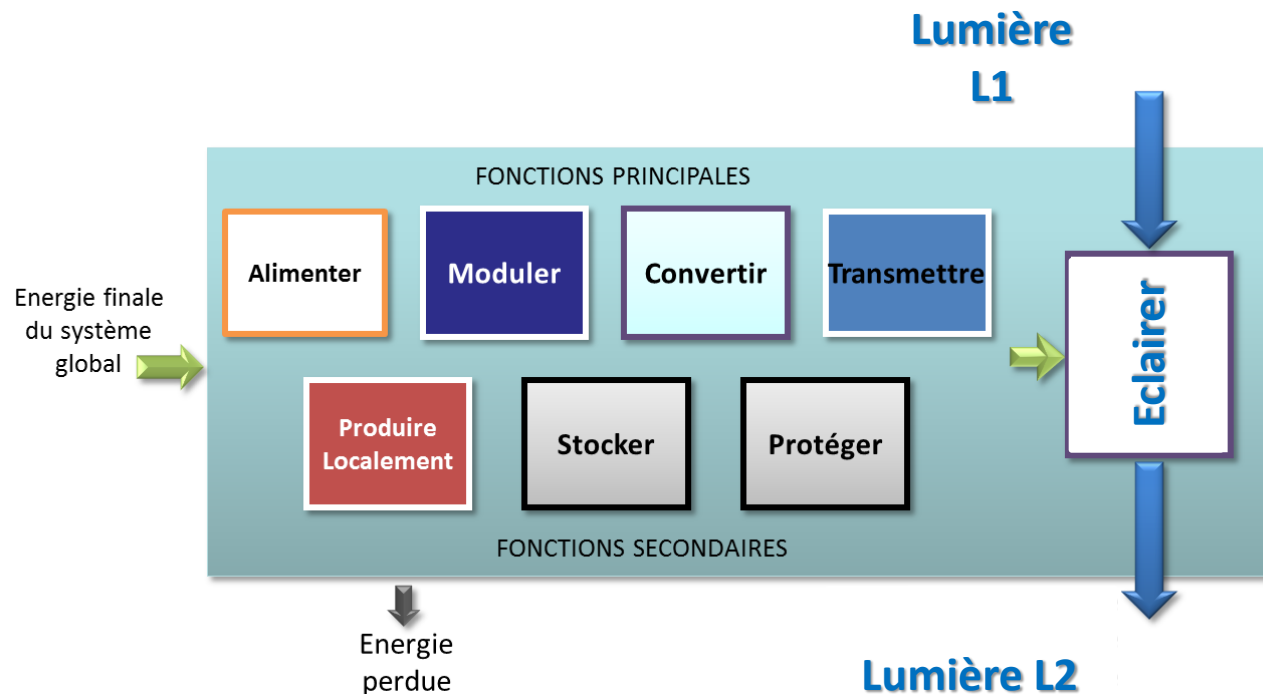 Lumière
L1
FONCTIONS PRINCIPALES
Alimenter
Moduler
Convertir
Transmettre
Energie finale
du système
global
Eclairer
Produire
Localement
Stocker
Protéger
FONCTIONS SECONDAIRES
Energie
perdue
Lumière L2